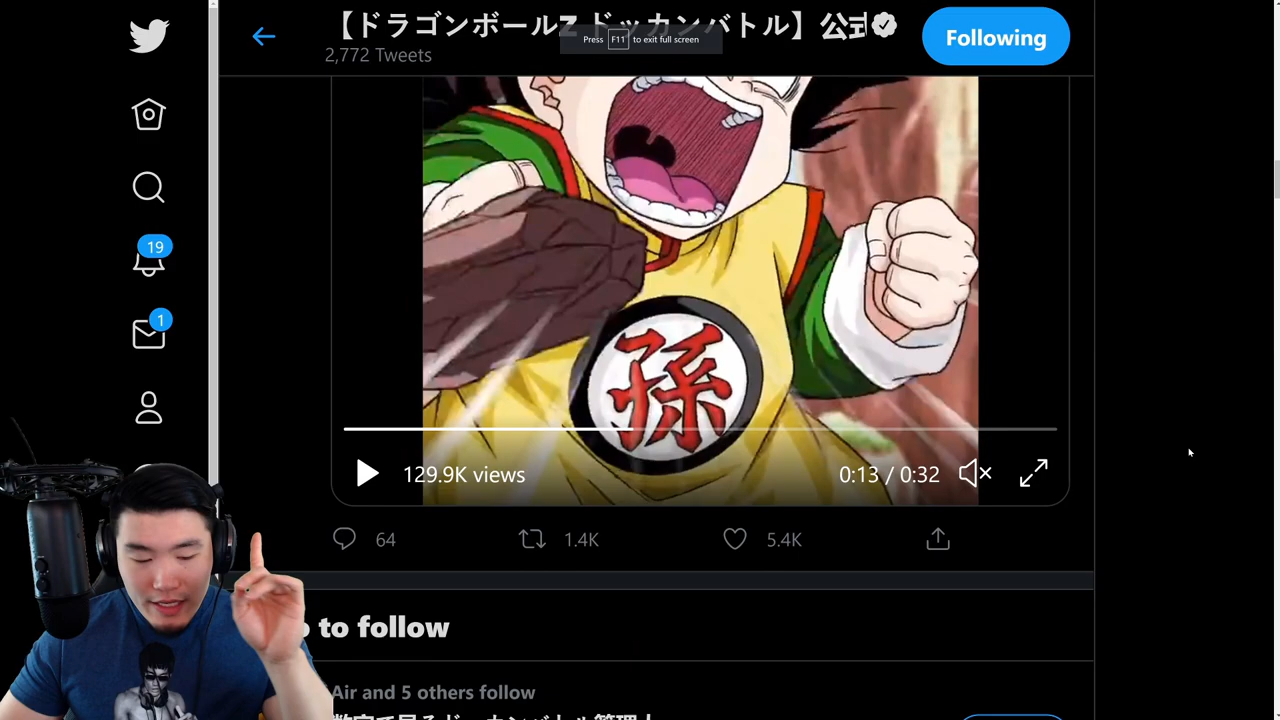 【ドラゴンボールZ ドッカンバトル】公式
2,772 Tweets
Press F11 to exit full screen
Following
19
1
孫
129.9K views
0:13 / 0:32
64
1.4K
5.4K
to follow
Air and 5 others follow